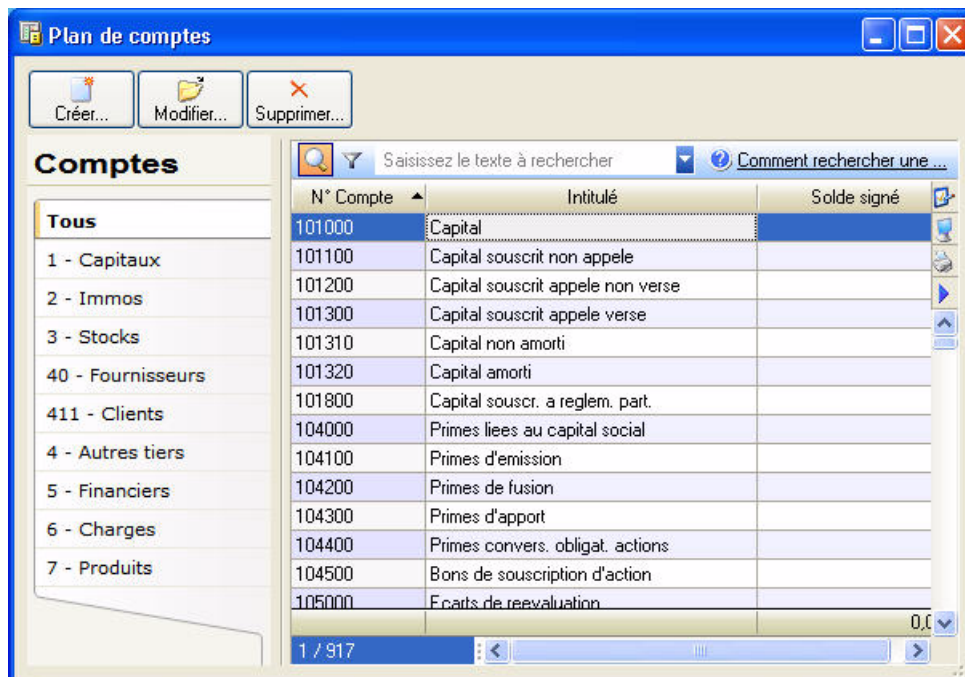 Plan de comptes
Créer... Modifier... Supprimer...
Comptes
Tous
1 - Capitaux
2 - Immos
3 - Stocks
40 - Fournisseurs
411 - Clients
4 - Autres tiers
5 - Financiers
6 - Charges
7 - Produits
Saisissez le texte à rechercher Comment rechercher une ...
N° Compte Intitulé Solde signé
101000 Capital
101100 Capital souscrit non appele
101200 Capital souscrit appele non verse
101300 Capital souscrit appele verse
101310 Capital non amorti
101320 Capital amorti
101800 Capital souscr. a reglem. part.
104000 Primes liees au capital social
104100 Primes d'emission
104200 Primes de fusion
104300 Primes d'apport
104400 Primes convers. obligat. actions
104500 Bons de souscription d'action
105000 Ecarts de reevaluation
0,0
1 / 917